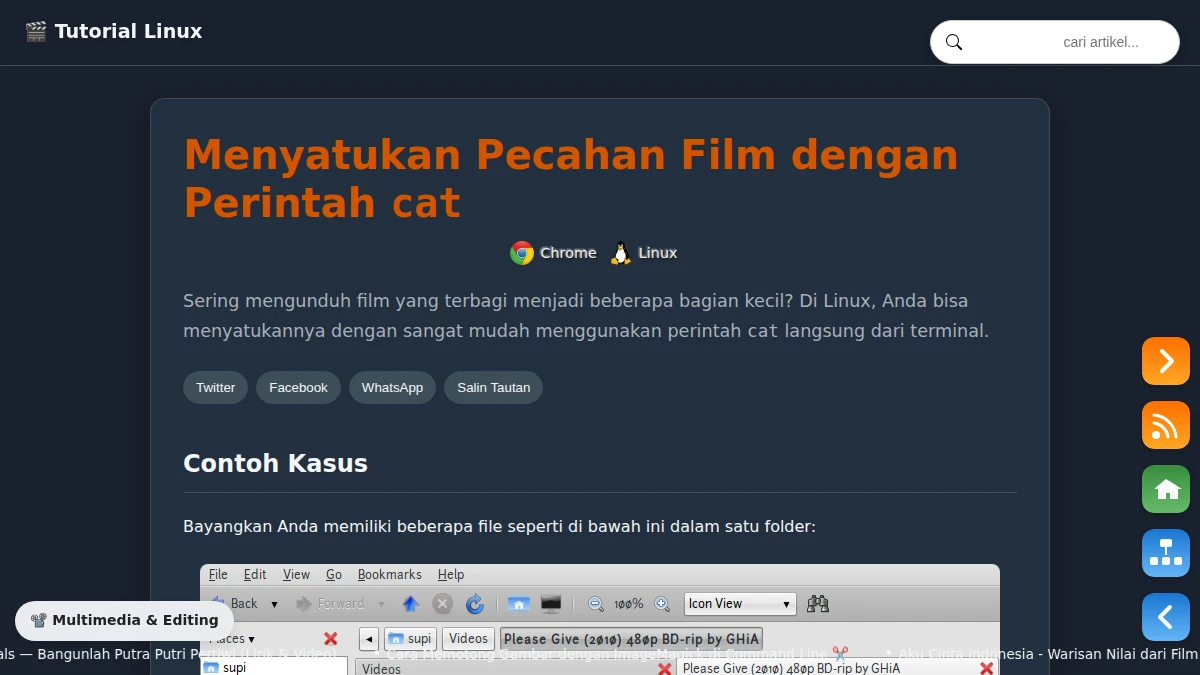 🎬 Tutorial Linux
cari artikel...
Menyatukan Pecahan Film dengan
Perintah cat
Chrome Linux
Sering mengunduh film yang terbagi menjadi beberapa bagian kecil? Di Linux, Anda bisa
menyatukannya dengan sangat mudah menggunakan perintah cat langsung dari terminal.
Twitter Facebook WhatsApp Salin Tautan
Contoh Kasus
Bayangkan Anda memiliki beberapa file seperti di bawah ini dalam satu folder:
File Edit View Go Bookmarks Help
Back Forward 100% Icon View
📽️ Multimedia & Editing
supi Videos Please Give (2010) 480p BD-rip by GHiA
als — Bangunlah Putra Putri Pertiwi (Lirik & Video) • Cara Memotong Gambar dengan ImageMagick di Command Line ✂️ • Aku Cinta Indonesia - Warisan Nilai dari Film
supi Videos Please Give (2010) 480p BD-rip by GHiA